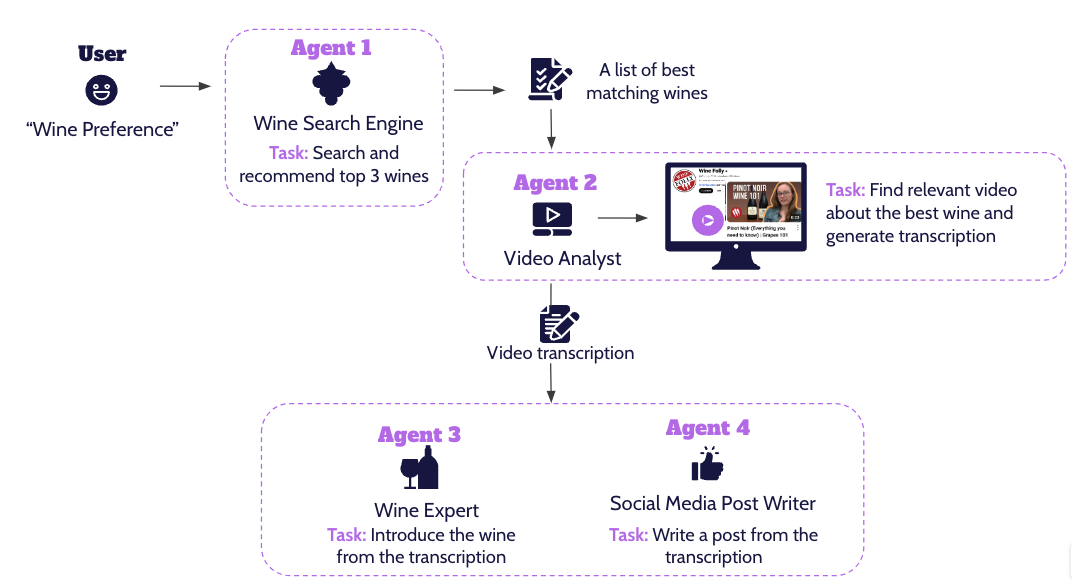 User
“Wine Preference”
Agent 1
Wine Search Engine
Task: Search and
recommend top 3 wines
A list of best
matching wines
Agent 2
Video Analyst
Wine Folly
PINOT NOIR
WINE 101
Pinot Noir (Everything you
need to know) | Grapes 101
Task: Find relevant video
about the best wine and
generate transcription
Video transcription
Agent 3
Wine Expert
Task: Introduce the wine
from the transcription
Agent 4
Social Media Post Writer
Task: Write a post from the
transcription